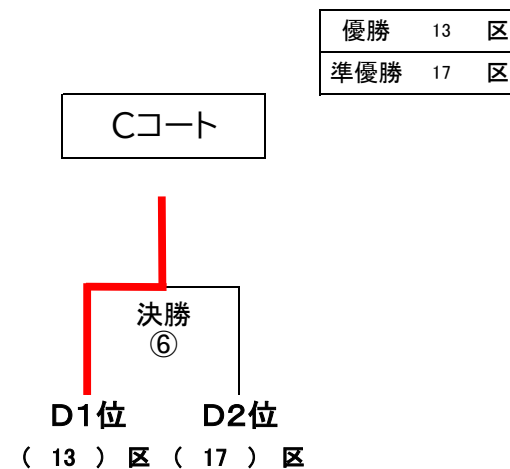 優勝 13 区
準優勝 17 区
Cコート
決勝
⑥
D1位 D2位
( 13 ) 区 ( 17 ) 区